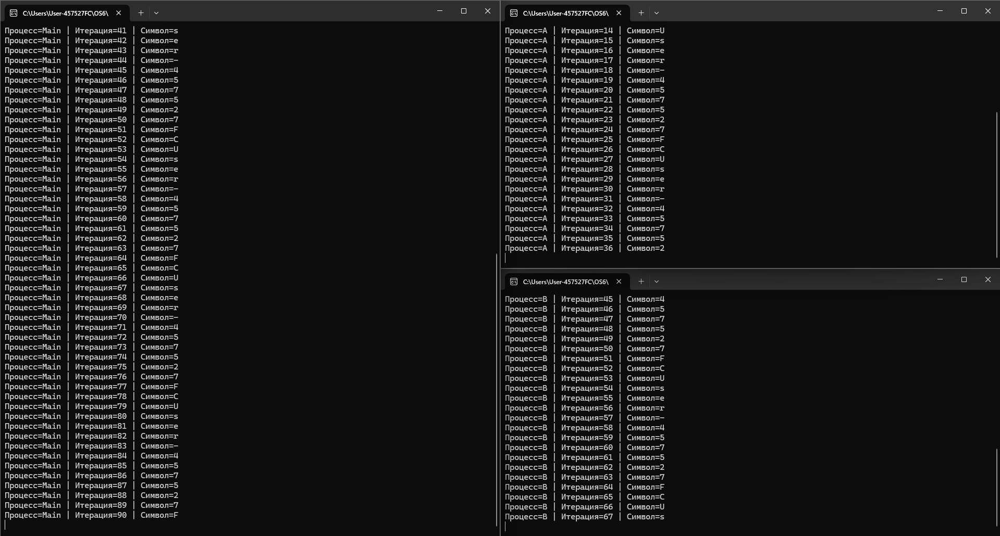 C:\Users\User-457527FC\OS6\
Процесс=Main | Итерация=41 | Символ=s
Процесс=Main | Итерация=42 | Символ=e
Процесс=Main | Итерация=43 | Символ=r
Процесс=Main | Итерация=44 | Символ=-
Процесс=Main | Итерация=45 | Символ=4
Процесс=Main | Итерация=46 | Символ=5
Процесс=Main | Итерация=47 | Символ=7
Процесс=Main | Итерация=48 | Символ=5
Процесс=Main | Итерация=49 | Символ=2
Процесс=Main | Итерация=50 | Символ=7
Процесс=Main | Итерация=51 | Символ=F
Процесс=Main | Итерация=52 | Символ=C
Процесс=Main | Итерация=53 | Символ=U
Процесс=Main | Итерация=54 | Символ=s
Процесс=Main | Итерация=55 | Символ=e
Процесс=Main | Итерация=56 | Символ=r
Процесс=Main | Итерация=57 | Символ=-
Процесс=Main | Итерация=58 | Символ=4
Процесс=Main | Итерация=59 | Символ=5
Процесс=Main | Итерация=60 | Символ=7
Процесс=Main | Итерация=61 | Символ=5
Процесс=Main | Итерация=62 | Символ=2
Процесс=Main | Итерация=63 | Символ=7
Процесс=Main | Итерация=64 | Символ=F
Процесс=Main | Итерация=65 | Символ=C
Процесс=Main | Итерация=66 | Символ=U
Процесс=Main | Итерация=67 | Символ=s
Процесс=Main | Итерация=68 | Символ=e
Процесс=Main | Итерация=69 | Символ=r
Процесс=Main | Итерация=70 | Символ=-
Процесс=Main | Итерация=71 | Символ=4
Процесс=Main | Итерация=72 | Символ=5
Процесс=Main | Итерация=73 | Символ=7
Процесс=Main | Итерация=74 | Символ=5
Процесс=Main | Итерация=75 | Символ=2
Процесс=Main | Итерация=76 | Символ=7
Процесс=Main | Итерация=77 | Символ=F
Процесс=Main | Итерация=78 | Символ=C
Процесс=Main | Итерация=79 | Символ=U
Процесс=Main | Итерация=80 | Символ=s
Процесс=Main | Итерация=81 | Символ=e
Процесс=Main | Итерация=82 | Символ=r
Процесс=Main | Итерация=83 | Символ=-
Процесс=Main | Итерация=84 | Символ=4
Процесс=Main | Итерация=85 | Символ=5
Процесс=Main | Итерация=86 | Символ=7
Процесс=Main | Итерация=87 | Символ=5
Процесс=Main | Итерация=88 | Символ=2
Процесс=Main | Итерация=89 | Символ=7
Процесс=Main | Итерация=90 | Символ=F
C:\Users\User-457527FC\OS6\
Процесс=A | Итерация=14 | Символ=U
Процесс=A | Итерация=15 | Символ=s
Процесс=A | Итерация=16 | Символ=e
Процесс=A | Итерация=17 | Символ=r
Процесс=A | Итерация=18 | Символ=-
Процесс=A | Итерация=19 | Символ=4
Процесс=A | Итерация=20 | Символ=5
Процесс=A | Итерация=21 | Символ=7
Процесс=A | Итерация=22 | Символ=5
Процесс=A | Итерация=23 | Символ=2
Процесс=A | Итерация=24 | Символ=7
Процесс=A | Итерация=25 | Символ=F
Процесс=A | Итерация=26 | Символ=C
Процесс=A | Итерация=27 | Символ=U
Процесс=A | Итерация=28 | Символ=s
Процесс=A | Итерация=29 | Символ=e
Процесс=A | Итерация=30 | Символ=r
Процесс=A | Итерация=31 | Символ=-
Процесс=A | Итерация=32 | Символ=4
Процесс=A | Итерация=33 | Символ=5
Процесс=A | Итерация=34 | Символ=7
Процесс=A | Итерация=35 | Символ=5
Процесс=A | Итерация=36 | Символ=2
C:\Users\User-457527FC\OS6\
Процесс=B | Итерация=45 | Символ=4
Процесс=B | Итерация=46 | Символ=5
Процесс=B | Итерация=47 | Символ=7
Процесс=B | Итерация=48 | Символ=5
Процесс=B | Итерация=49 | Символ=2
Процесс=B | Итерация=50 | Символ=7
Процесс=B | Итерация=51 | Символ=F
Процесс=B | Итерация=52 | Символ=C
Процесс=B | Итерация=53 | Символ=U
Процесс=B | Итерация=54 | Символ=s
Процесс=B | Итерация=55 | Символ=e
Процесс=B | Итерация=56 | Символ=r
Процесс=B | Итерация=57 | Символ=-
Процесс=B | Итерация=58 | Символ=4
Процесс=B | Итерация=59 | Символ=5
Процесс=B | Итерация=60 | Символ=7
Процесс=B | Итерация=61 | Символ=5
Процесс=B | Итерация=62 | Символ=2
Процесс=B | Итерация=63 | Символ=7
Процесс=B | Итерация=64 | Символ=F
Процесс=B | Итерация=65 | Символ=C
Процесс=B | Итерация=66 | Символ=U
Процесс=B | Итерация=67 | Символ=s